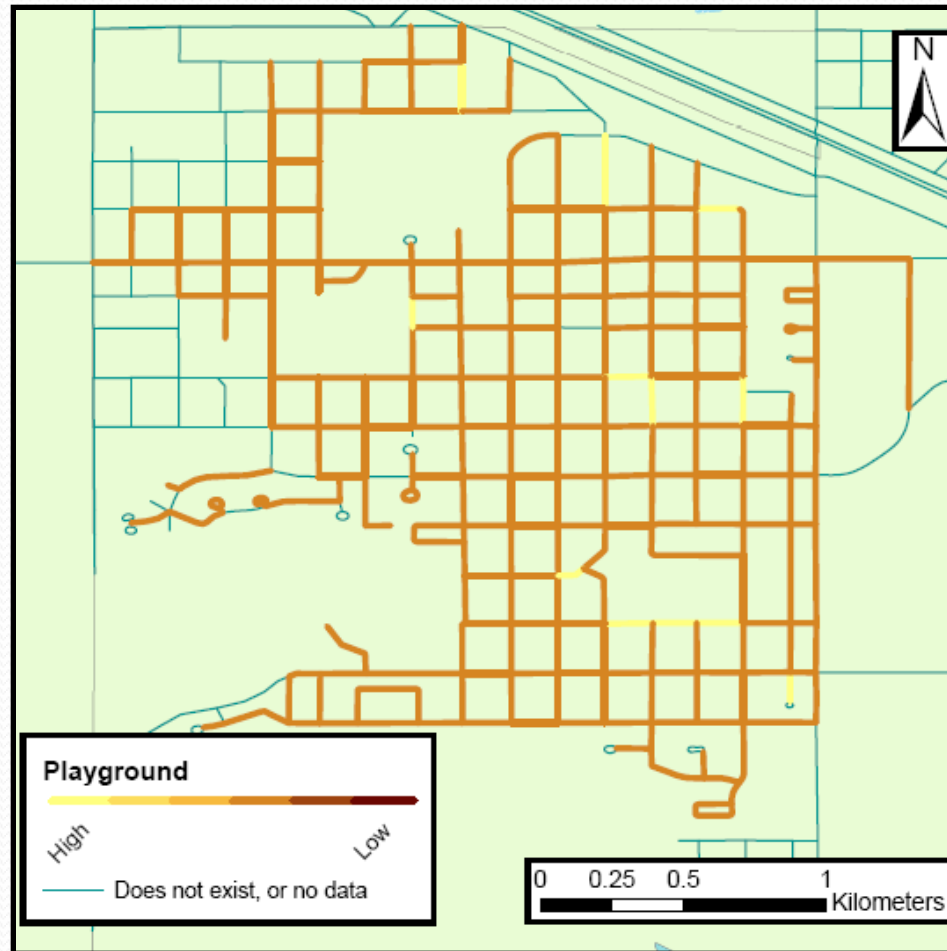 N
Playground
High Low
Does not exist, or no data
0 0.25 0.5 1
Kilometers